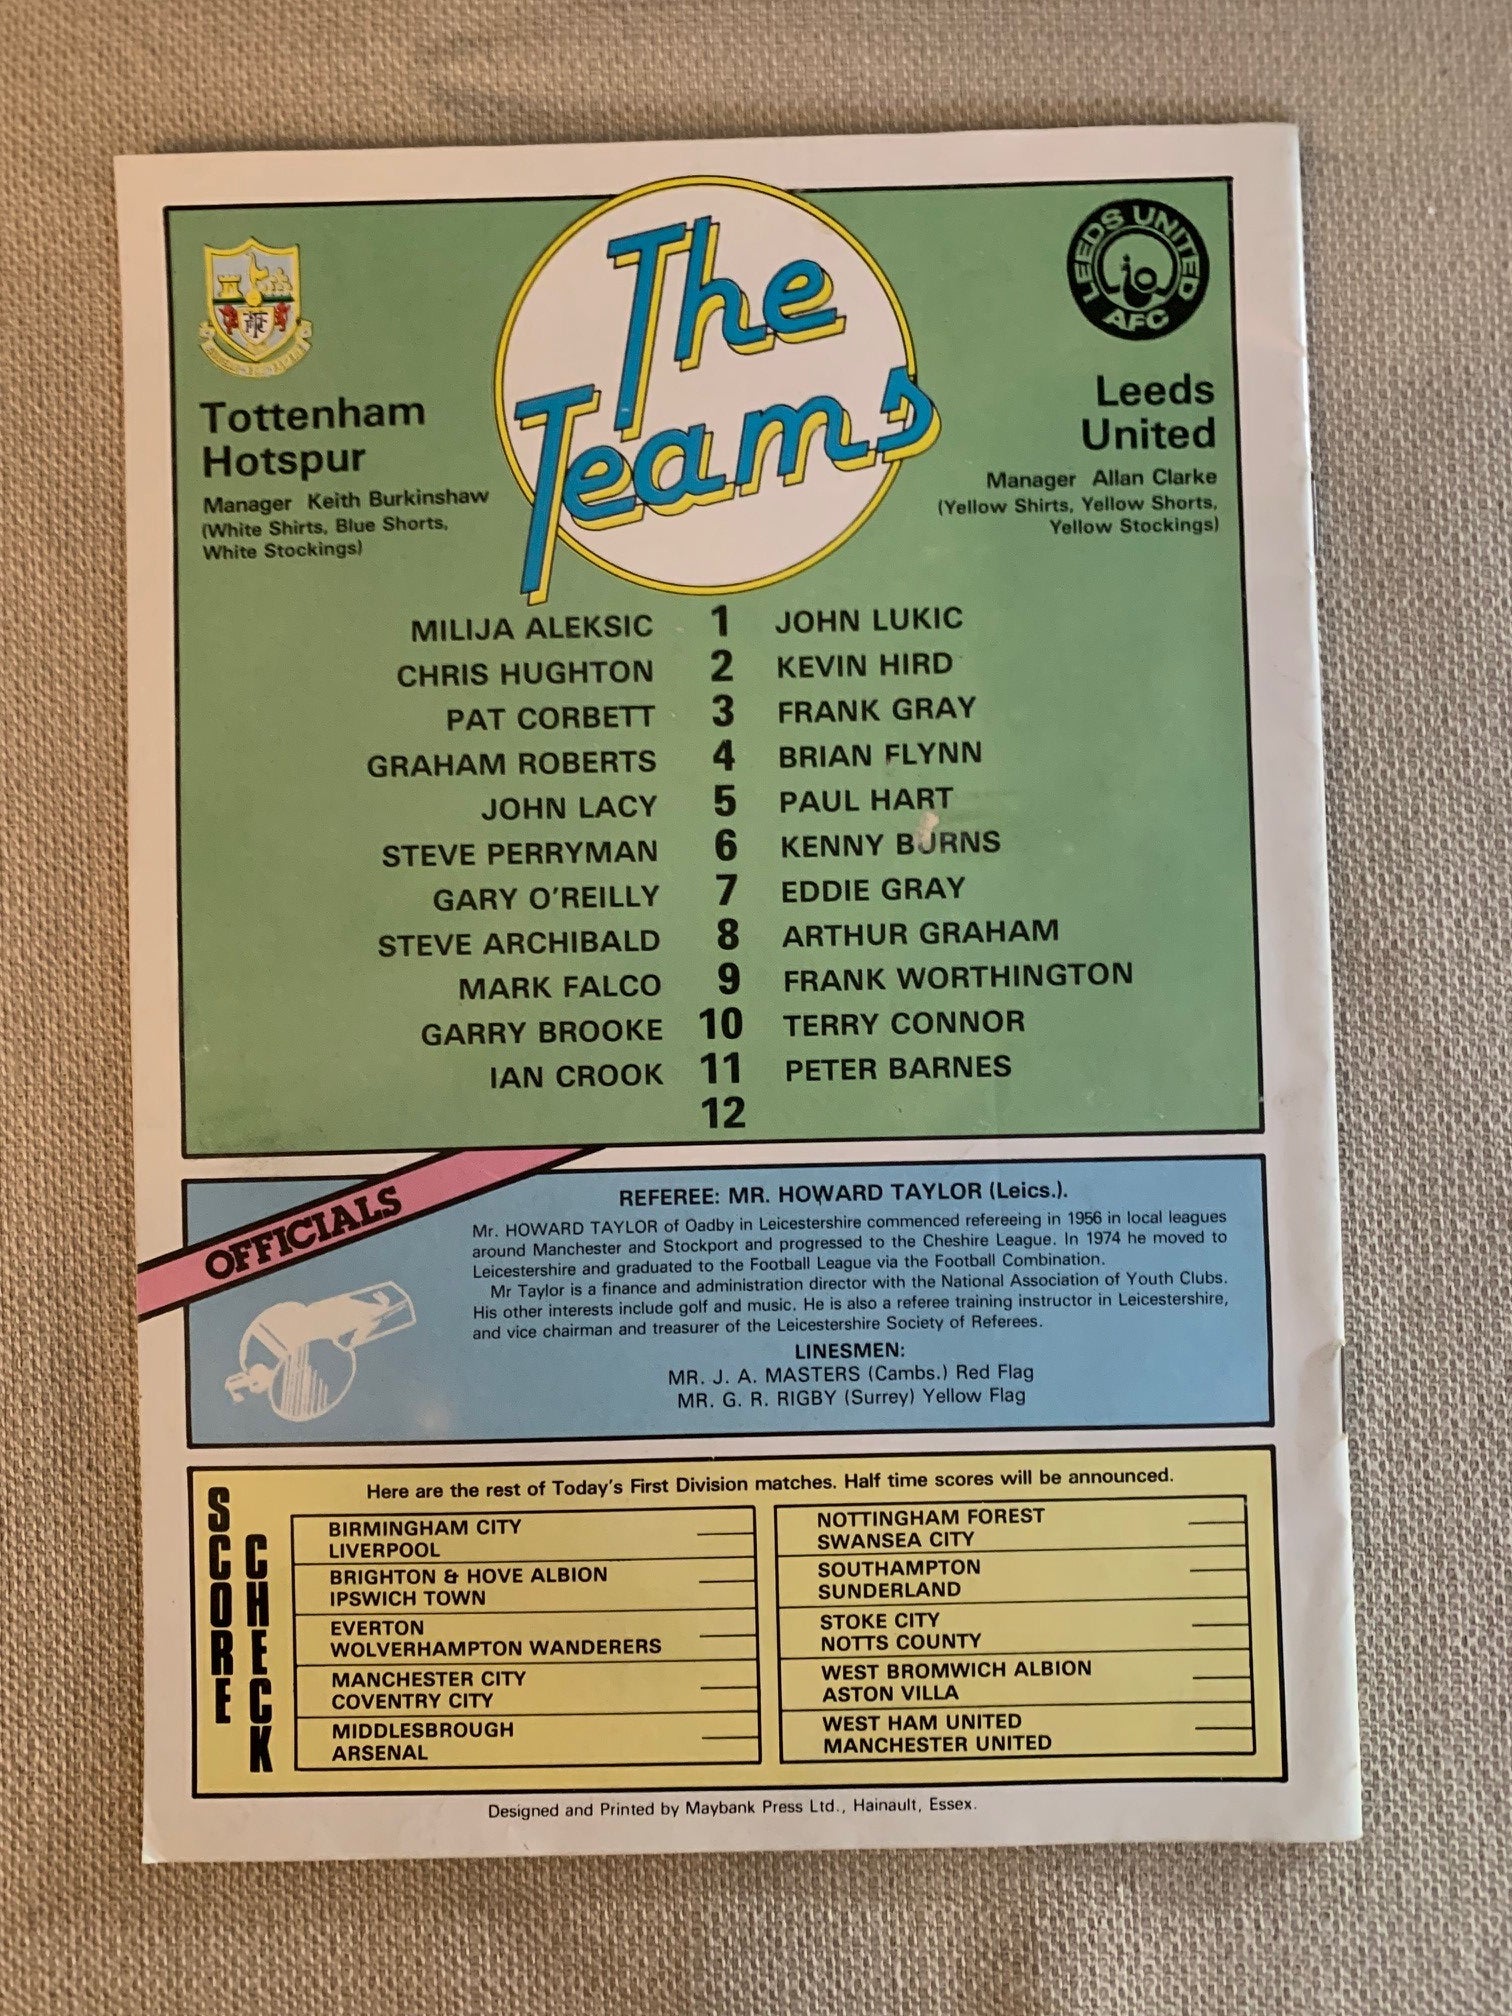 The
Teams
LEEDS UNITED
AFC
Tottenham
Hotspur
Manager Keith Burkinshaw
(White Shirts, Blue Shorts,
White Stockings)
Leeds
United
Manager Allan Clarke
(Yellow Shirts, Yellow Shorts,
Yellow Stockings)
MILIJA ALEKSIC 1 JOHN LUKIC
CHRIS HUGHTON 2 KEVIN HIRD
PAT CORBETT 3 FRANK GRAY
GRAHAM ROBERTS 4 BRIAN FLYNN
JOHN LACY 5 PAUL HART
STEVE PERRYMAN 6 KENNY BURNS
GARY O'REILLY 7 EDDIE GRAY
STEVE ARCHIBALD 8 ARTHUR GRAHAM
MARK FALCO 9 FRANK WORTHINGTON
GARRY BROOKE 10 TERRY CONNOR
IAN CROOK 11 PETER BARNES
12
OFFICIALS
REFEREE: MR. HOWARD TAYLOR (Leics.).
Mr. HOWARD TAYLOR of Oadby in Leicestershire commenced refereeing in 1956 in local leagues
around Manchester and Stockport and progressed to the Cheshire League. In 1974 he moved to
Leicestershire and graduated to the Football League via the Football Combination.
Mr Taylor is a finance and administration director with the National Association of Youth Clubs.
His other interests include golf and music. He is also a referee training instructor in Leicestershire,
and vice chairman and treasurer of the Leicestershire Society of Referees.
LINESMEN:
MR. J. A. MASTERS (Cambs.) Red Flag
MR. G. R. RIGBY (Surrey) Yellow Flag
SCORE
CHECK
Here are the rest of Today's First Division matches. Half time scores will be announced.
BIRMINGHAM CITY
LIVERPOOL
BRIGHTON & HOVE ALBION
IPSWICH TOWN
EVERTON
WOLVERHAMPTON WANDERERS
MANCHESTER CITY
COVENTRY CITY
MIDDLESBROUGH
ARSENAL
NOTTINGHAM FOREST
SWANSEA CITY
SOUTHAMPTON
SUNDERLAND
STOKE CITY
NOTTS COUNTY
WEST BROMWICH ALBION
ASTON VILLA
WEST HAM UNITED
MANCHESTER UNITED
Designed and Printed by Maybank Press Ltd., Hainault, Essex.